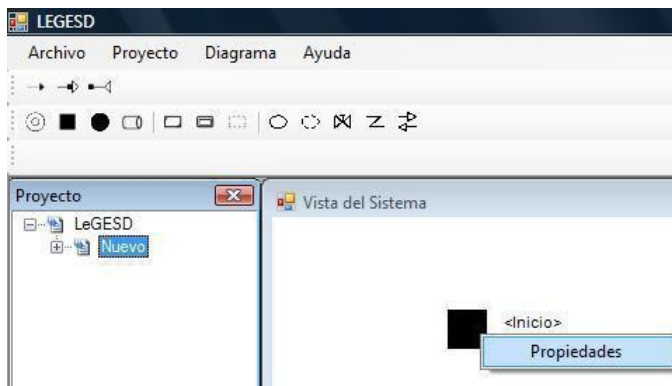 LEGESD
Archivo Proyecto Diagrama Ayuda
Proyecto
LeGESD
Nuevo
Vista del Sistema
<Inicio>
Propiedades